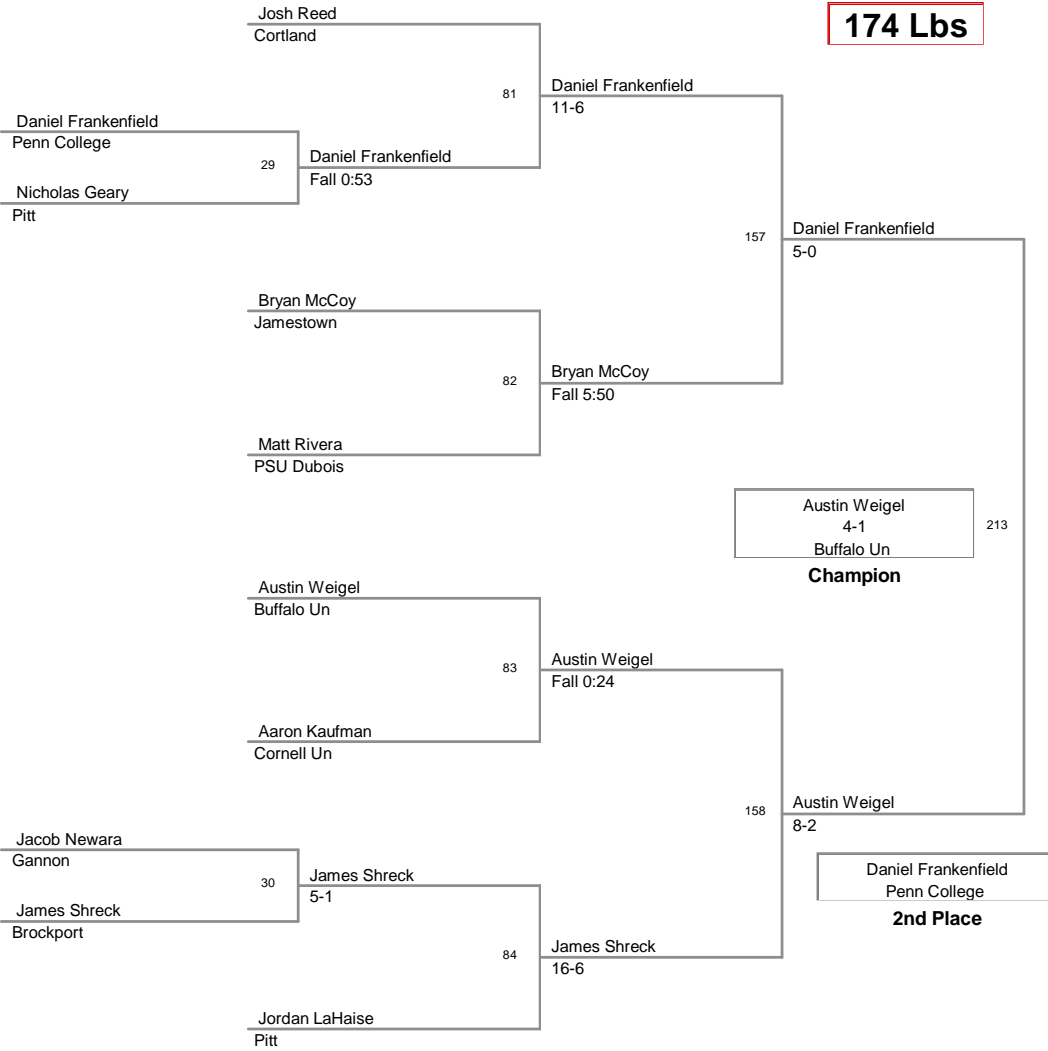 174 Lbs
Josh Reed
Cortland
81
Daniel Frankenfield
11-6
Daniel Frankenfield
Penn College
29
Daniel Frankenfield
Fall 0:53
Nicholas Geary
Pitt
157
Daniel Frankenfield
5-0
Bryan McCoy
Jamestown
82
Bryan McCoy
Fall 5:50
Matt Rivera
PSU Dubois
Austin Weigel
4-1
Buffalo Un
213
Champion
Austin Weigel
Buffalo Un
83
Austin Weigel
Fall 0:24
Aaron Kaufman
Cornell Un
158
Austin Weigel
8-2
Jacob Newara
Gannon
30
James Shreck
5-1
James Shreck
Brockport
Daniel Frankenfield
Penn College
2nd Place
84
James Shreck
16-6
Jordan LaHaise
Pitt